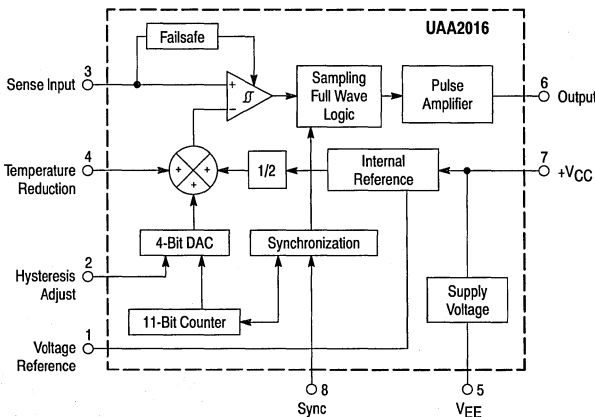 UAA2016
Failsafe
3
Sense Input
+
−
Sampling
Full Wave
Logic
Pulse
Amplifier
6
Output
4
Temperature
Reduction
+ + +
1/2
Internal
Reference
7
+VCC
4-Bit DAC
Synchronization
2
Hysteresis
Adjust
11-Bit Counter
Supply
Voltage
1
Voltage
Reference
8
Sync
5
VEE